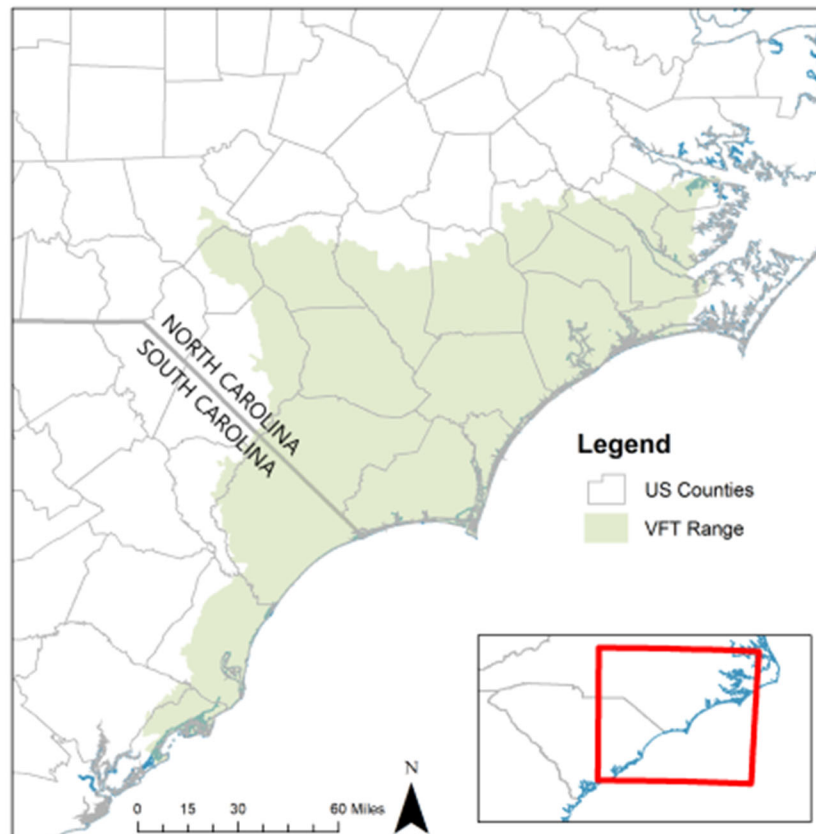 NORTH CAROLINA
SOUTH CAROLINA
Legend
US Counties
VFT Range
N
0 15 30 60 Miles